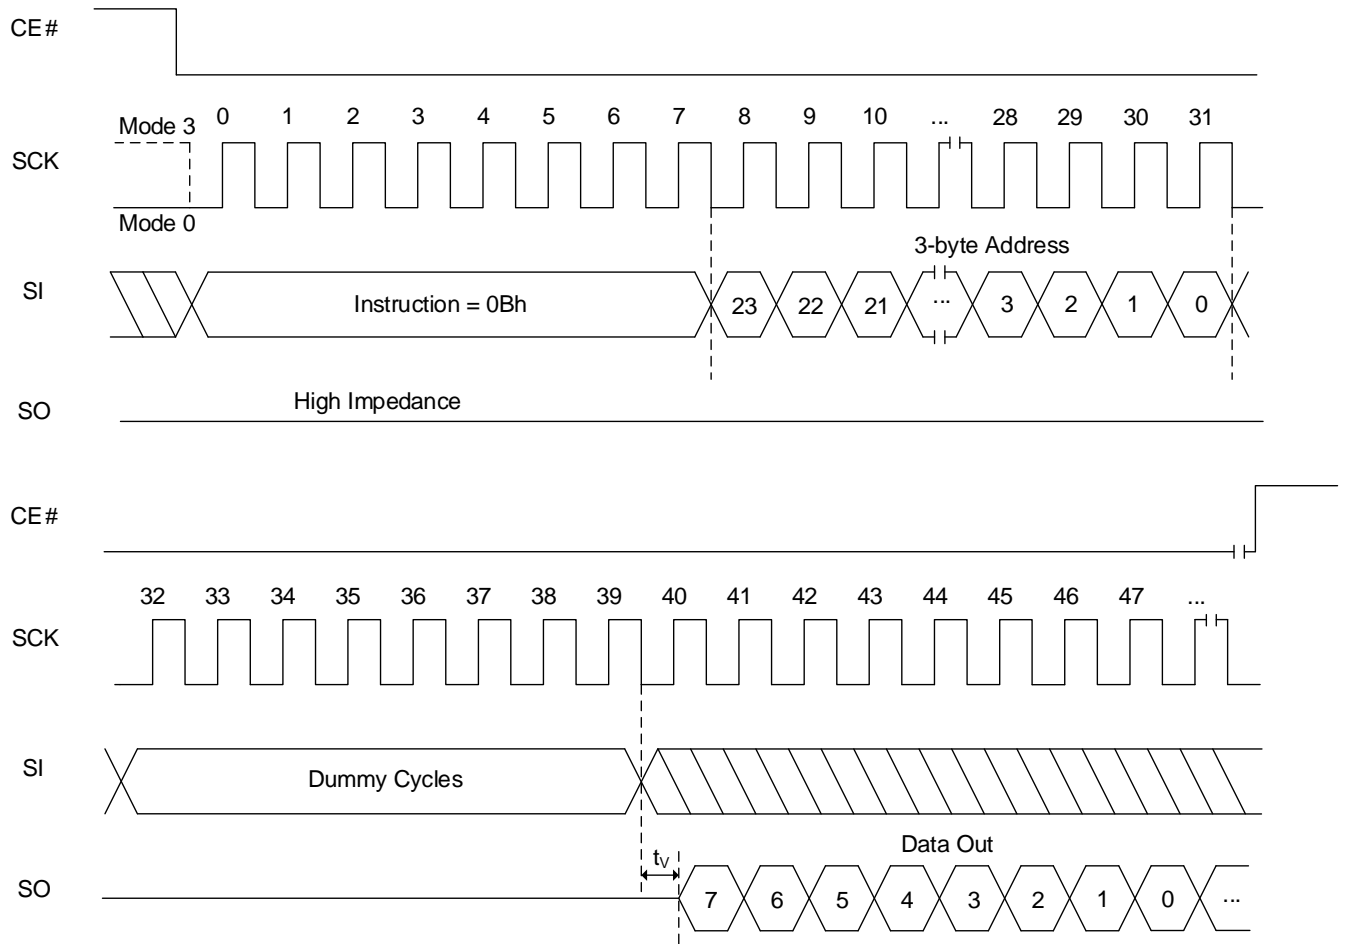 CE#
0 1 2 3 4 5 6 7 8 9 10 ... 28 29 30 31
Mode 3
SCK
Mode 0
3-byte Address
SI
Instruction = 0Bh 23 22 21 ... 3 2 1 0
High Impedance
SO
CE#
32 33 34 35 36 37 38 39 40 41 42 43 44 45 46 47 ...
SCK
SI
Dummy Cycles
Data Out
tV
SO
7 6 5 4 3 2 1 0 ...